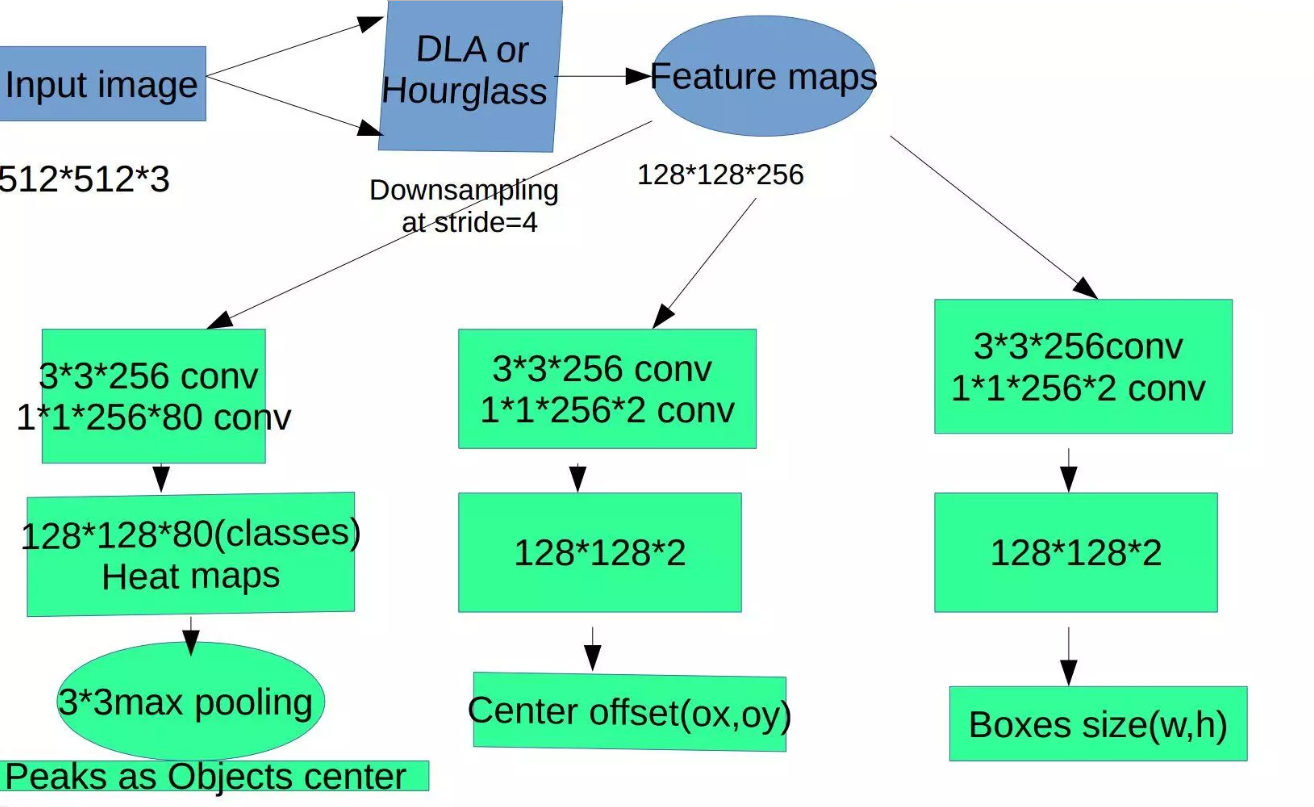 Input image
512*512*3
DLA or
Hourglass
Feature maps
Downsampling
at stride=4
128*128*256
3*3*256 conv
1*1*256*80 conv
3*3*256 conv
1*1*256*2 conv
3*3*256conv
1*1*256*2 conv
128*128*80(classes)
Heat maps
128*128*2
128*128*2
3*3max pooling
Center offset(ox,oy)
Boxes size(w,h)
Peaks as Objects center